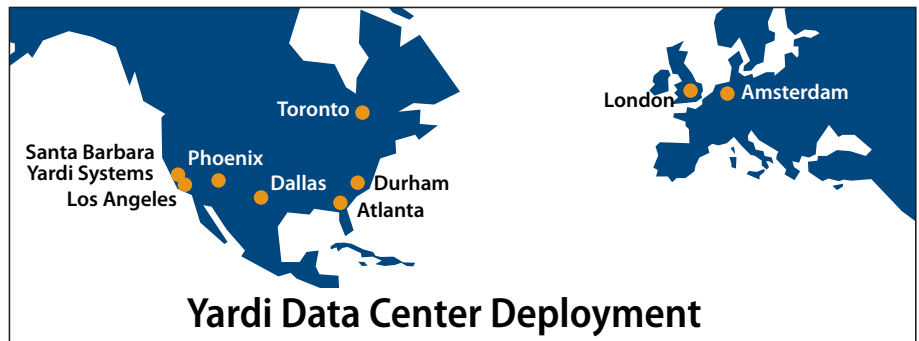 Toronto
London
Amsterdam
Santa Barbara
Yardi Systems
Phoenix
Los Angeles
Dallas
Durham
Atlanta
Yardi Data Center Deployment